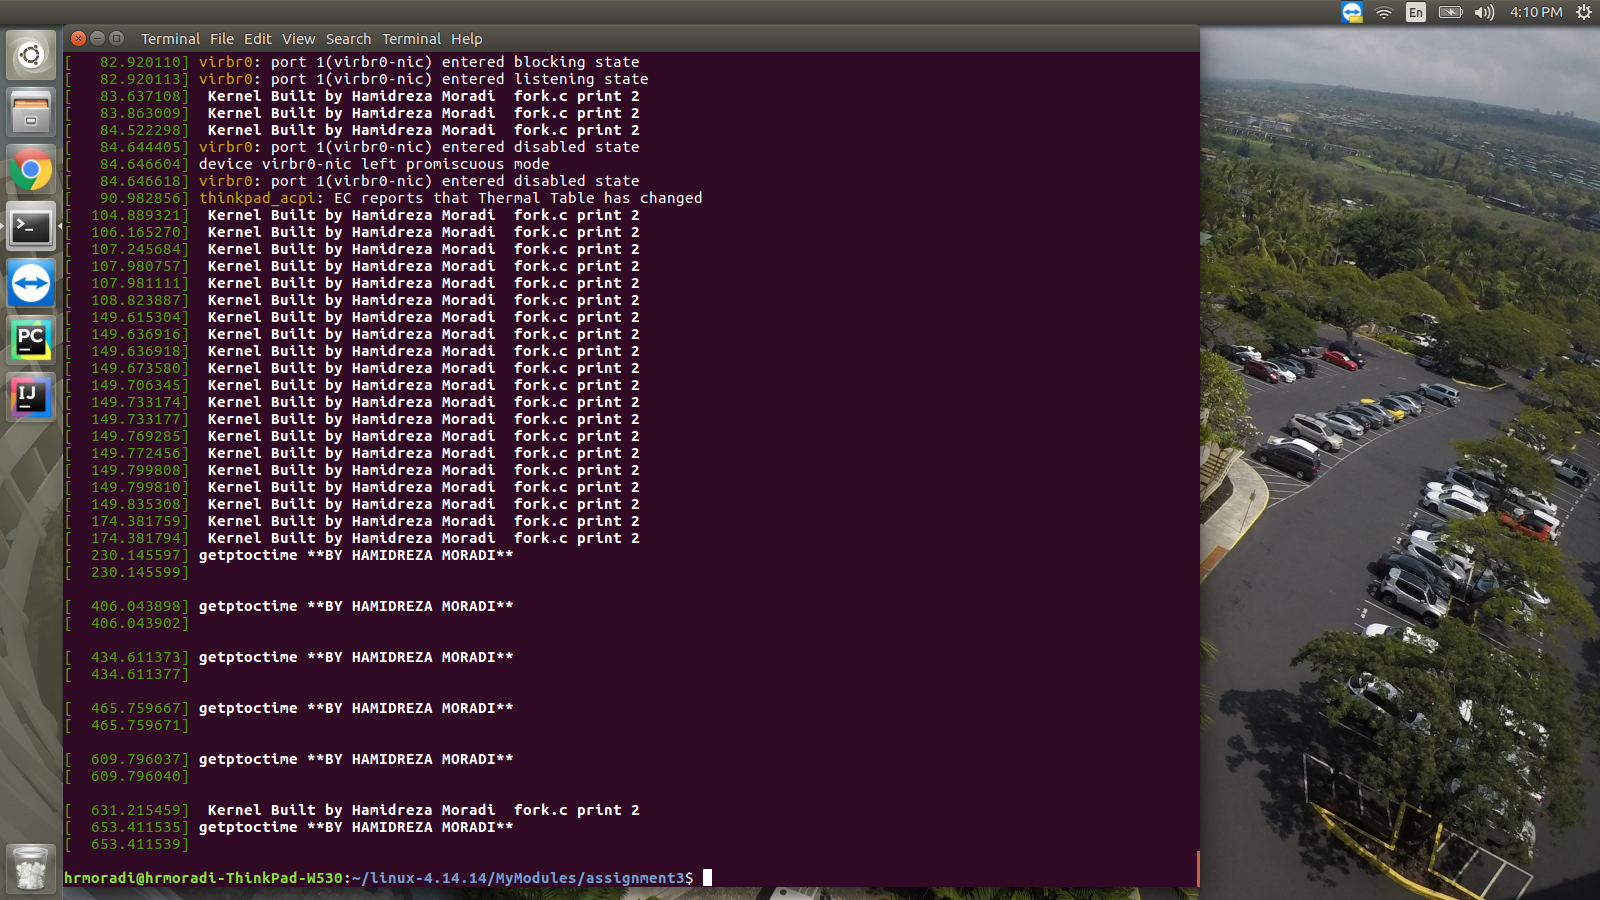 En 4:10 PM
Terminal File Edit View Search Terminal Help
[   82.920110] virbr0: port 1(virbr0-nic) entered blocking state
[   82.920113] virbr0: port 1(virbr0-nic) entered listening state
[   83.637108]  Kernel Built by Hamidreza Moradi  fork.c print 2
[   83.863009]  Kernel Built by Hamidreza Moradi  fork.c print 2
[   84.522298]  Kernel Built by Hamidreza Moradi  fork.c print 2
[   84.644405] virbr0: port 1(virbr0-nic) entered disabled state
[   84.646604] device virbr0-nic left promiscuous mode
[   84.646618] virbr0: port 1(virbr0-nic) entered disabled state
[   90.982856] thinkpad_acpi: EC reports that Thermal Table has changed
[  104.889321]  Kernel Built by Hamidreza Moradi  fork.c print 2
[  106.165270]  Kernel Built by Hamidreza Moradi  fork.c print 2
[  107.245684]  Kernel Built by Hamidreza Moradi  fork.c print 2
[  107.980757]  Kernel Built by Hamidreza Moradi  fork.c print 2
[  107.981111]  Kernel Built by Hamidreza Moradi  fork.c print 2
[  108.823887]  Kernel Built by Hamidreza Moradi  fork.c print 2
[  149.615304]  Kernel Built by Hamidreza Moradi  fork.c print 2
[  149.636916]  Kernel Built by Hamidreza Moradi  fork.c print 2
[  149.636918]  Kernel Built by Hamidreza Moradi  fork.c print 2
[  149.673580]  Kernel Built by Hamidreza Moradi  fork.c print 2
[  149.706345]  Kernel Built by Hamidreza Moradi  fork.c print 2
[  149.733174]  Kernel Built by Hamidreza Moradi  fork.c print 2
[  149.733177]  Kernel Built by Hamidreza Moradi  fork.c print 2
[  149.769285]  Kernel Built by Hamidreza Moradi  fork.c print 2
[  149.772456]  Kernel Built by Hamidreza Moradi  fork.c print 2
[  149.799808]  Kernel Built by Hamidreza Moradi  fork.c print 2
[  149.799810]  Kernel Built by Hamidreza Moradi  fork.c print 2
[  149.835308]  Kernel Built by Hamidreza Moradi  fork.c print 2
[  174.381759]  Kernel Built by Hamidreza Moradi  fork.c print 2
[  174.381794]  Kernel Built by Hamidreza Moradi  fork.c print 2
[  230.145597] getptoctime **BY HAMIDREZA MORADI**
[  230.145599]
[  406.043898] getptoctime **BY HAMIDREZA MORADI**
[  406.043902]
[  434.611373] getptoctime **BY HAMIDREZA MORADI**
[  434.611377]
[  465.759667] getptoctime **BY HAMIDREZA MORADI**
[  465.759671]
[  609.796037] getptoctime **BY HAMIDREZA MORADI**
[  609.796040]
[  631.215459]  Kernel Built by Hamidreza Moradi  fork.c print 2
[  653.411535] getptoctime **BY HAMIDREZA MORADI**
[  653.411539]
hrmoradi@hrmoradi-ThinkPad-W530:~/linux-4.14.14/MyModules/assignment3$
PC
IJ